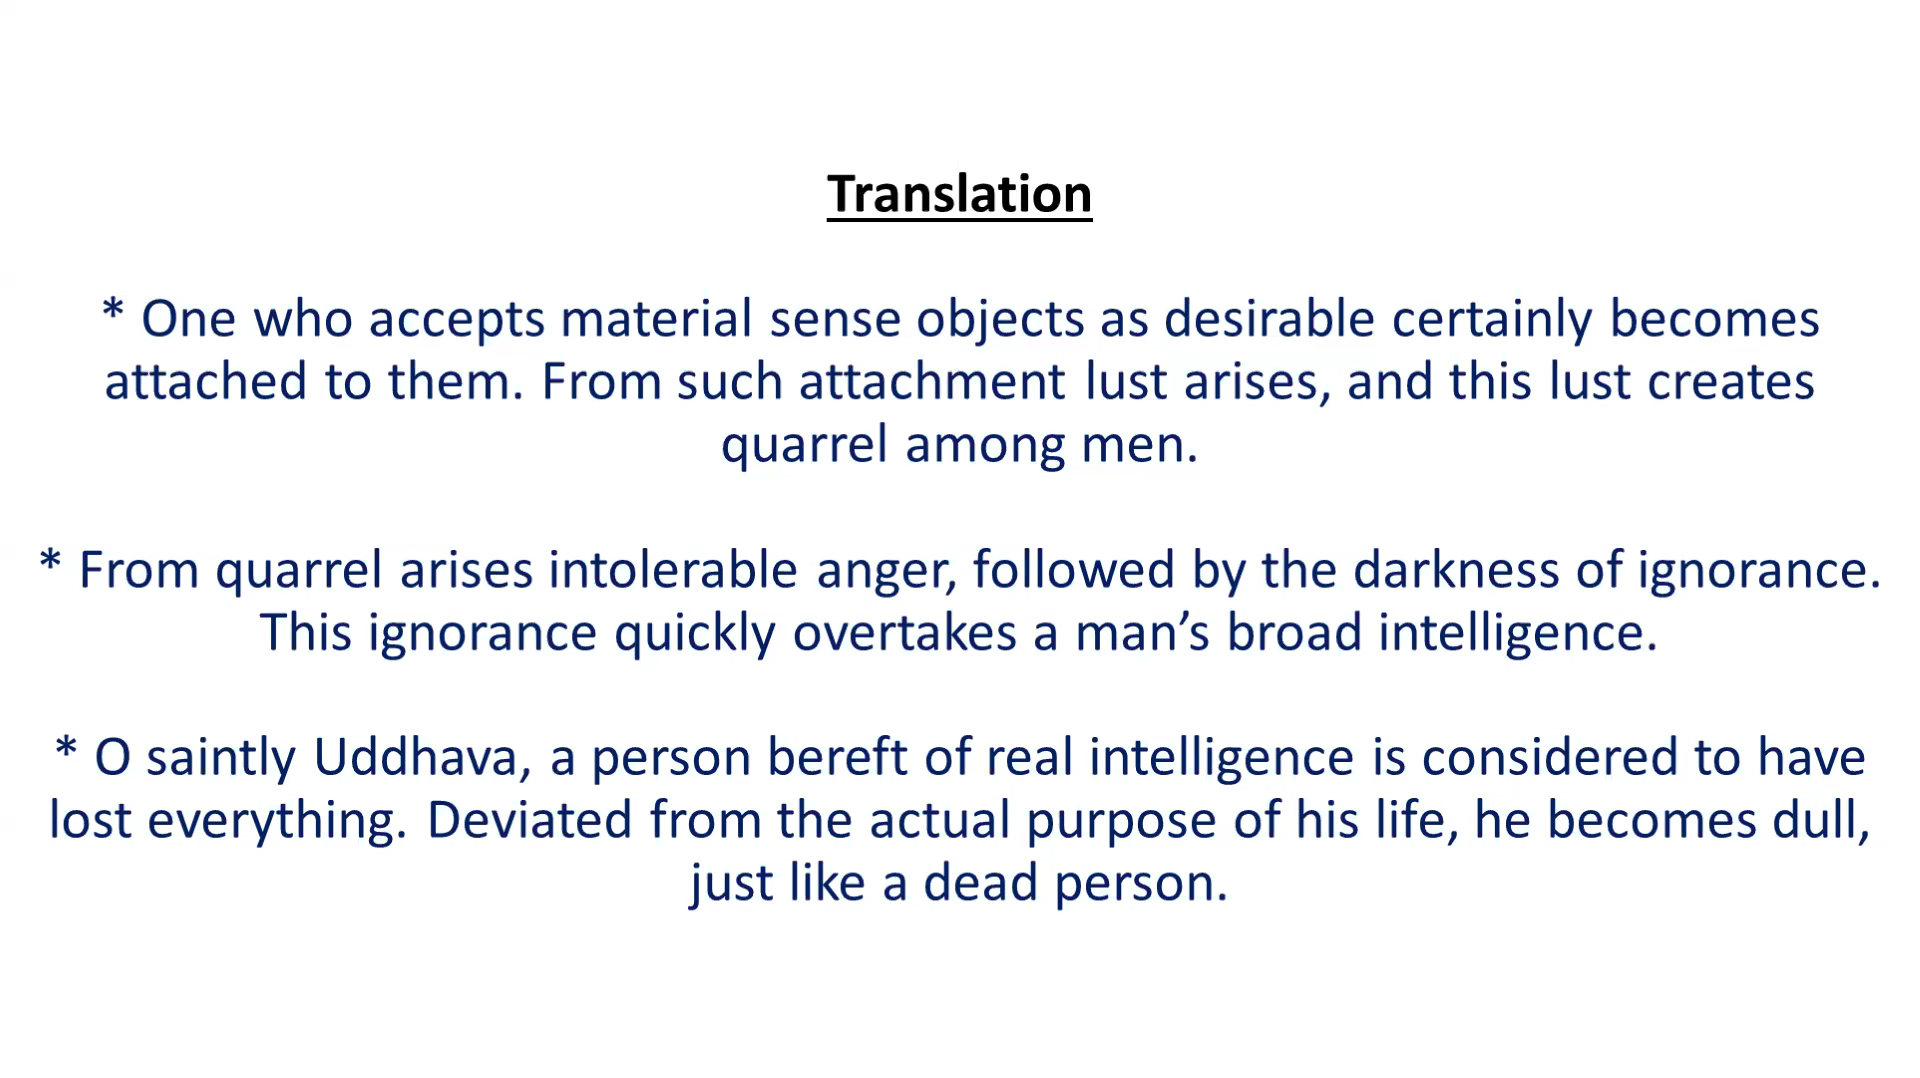 Translation
* One who accepts material sense objects as desirable certainly becomes
attached to them. From such attachment lust arises, and this lust creates
quarrel among men.
* From quarrel arises intolerable anger, followed by the darkness of ignorance.
This ignorance quickly overtakes a man’s broad intelligence.
* O saintly Uddhava, a person bereft of real intelligence is considered to have
lost everything. Deviated from the actual purpose of his life, he becomes dull,
just like a dead person.